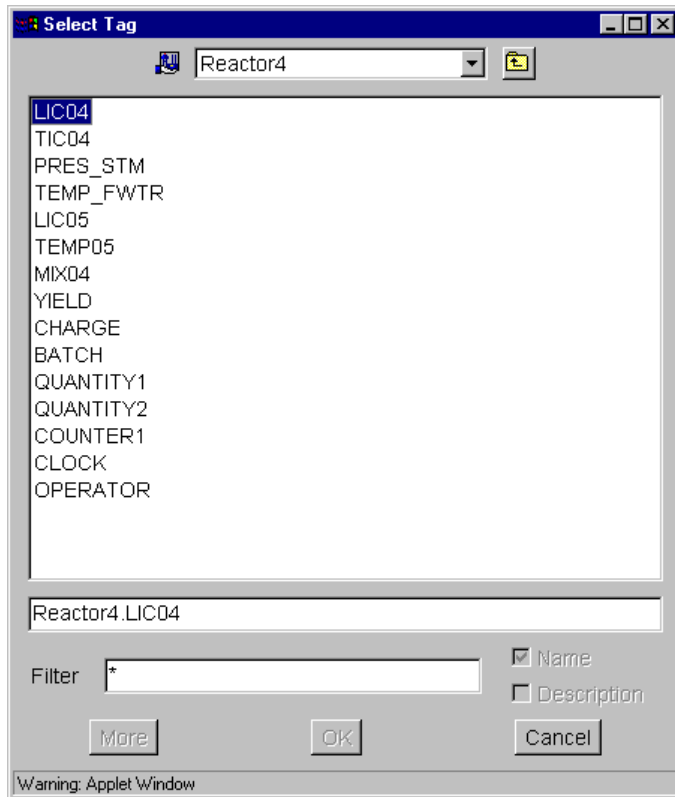 Select Tag
Reactor4
LIC04
TIC04
PRES_STM
TEMP_FWTR
LIC05
TEMP05
MIX04
YIELD
CHARGE
BATCH
QUANTITY1
QUANTITY2
COUNTER1
CLOCK
OPERATOR
Reactor4.LIC04
Filter * Name
Description
More OK Cancel
Warning: Applet Window